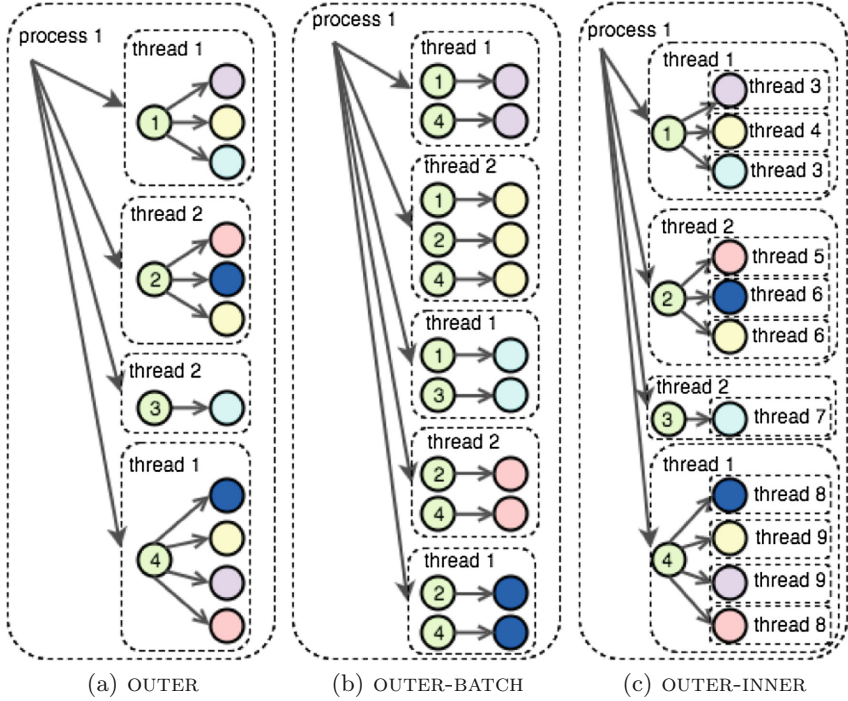 process 1
thread 1
1
thread 2
2
thread 2
3
thread 1
4
(a) OUTER
process 1
thread 1
1
4
thread 2
1
2
4
thread 1
1
3
thread 2
2
4
thread 1
2
4
(b) OUTER-BATCH
process 1
thread 1
thread 3
1
thread 4
thread 3
thread 2
thread 5
2
thread 6
thread 6
thread 2
3
thread 7
thread 1
thread 8
thread 9
4
thread 9
thread 8
(c) OUTER-INNER